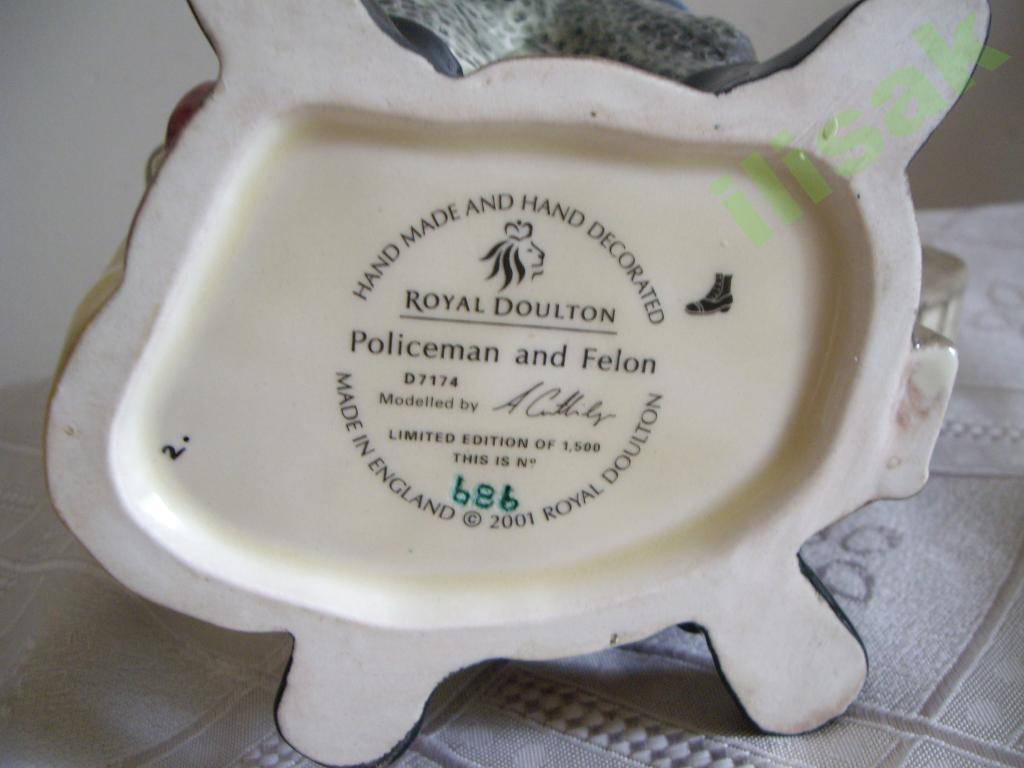 HAND MADE AND HAND DECORATED
ROYAL DOULTON
Policeman and Felon
D7174
Modelled by
LIMITED EDITION OF 1,500
THIS IS Nº
686
MADE IN ENGLAND © 2001 ROYAL DOULTON
2.
ilisak